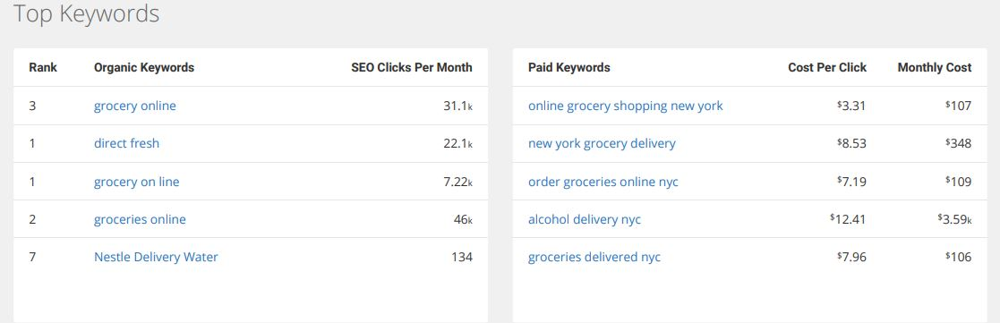 Top Keywords
Rank Organic Keywords SEO Clicks Per Month
3 grocery online 31.1k
1 direct fresh 22.1k
1 grocery on line 7.22k
2 groceries online 46k
7 Nestle Delivery Water 134
Paid Keywords Cost Per Click Monthly Cost
online grocery shopping new york $3.31 $107
new york grocery delivery $8.53 $348
order groceries online nyc $7.19 $109
alcohol delivery nyc $12.41 $3.59k
groceries delivered nyc $7.96 $106